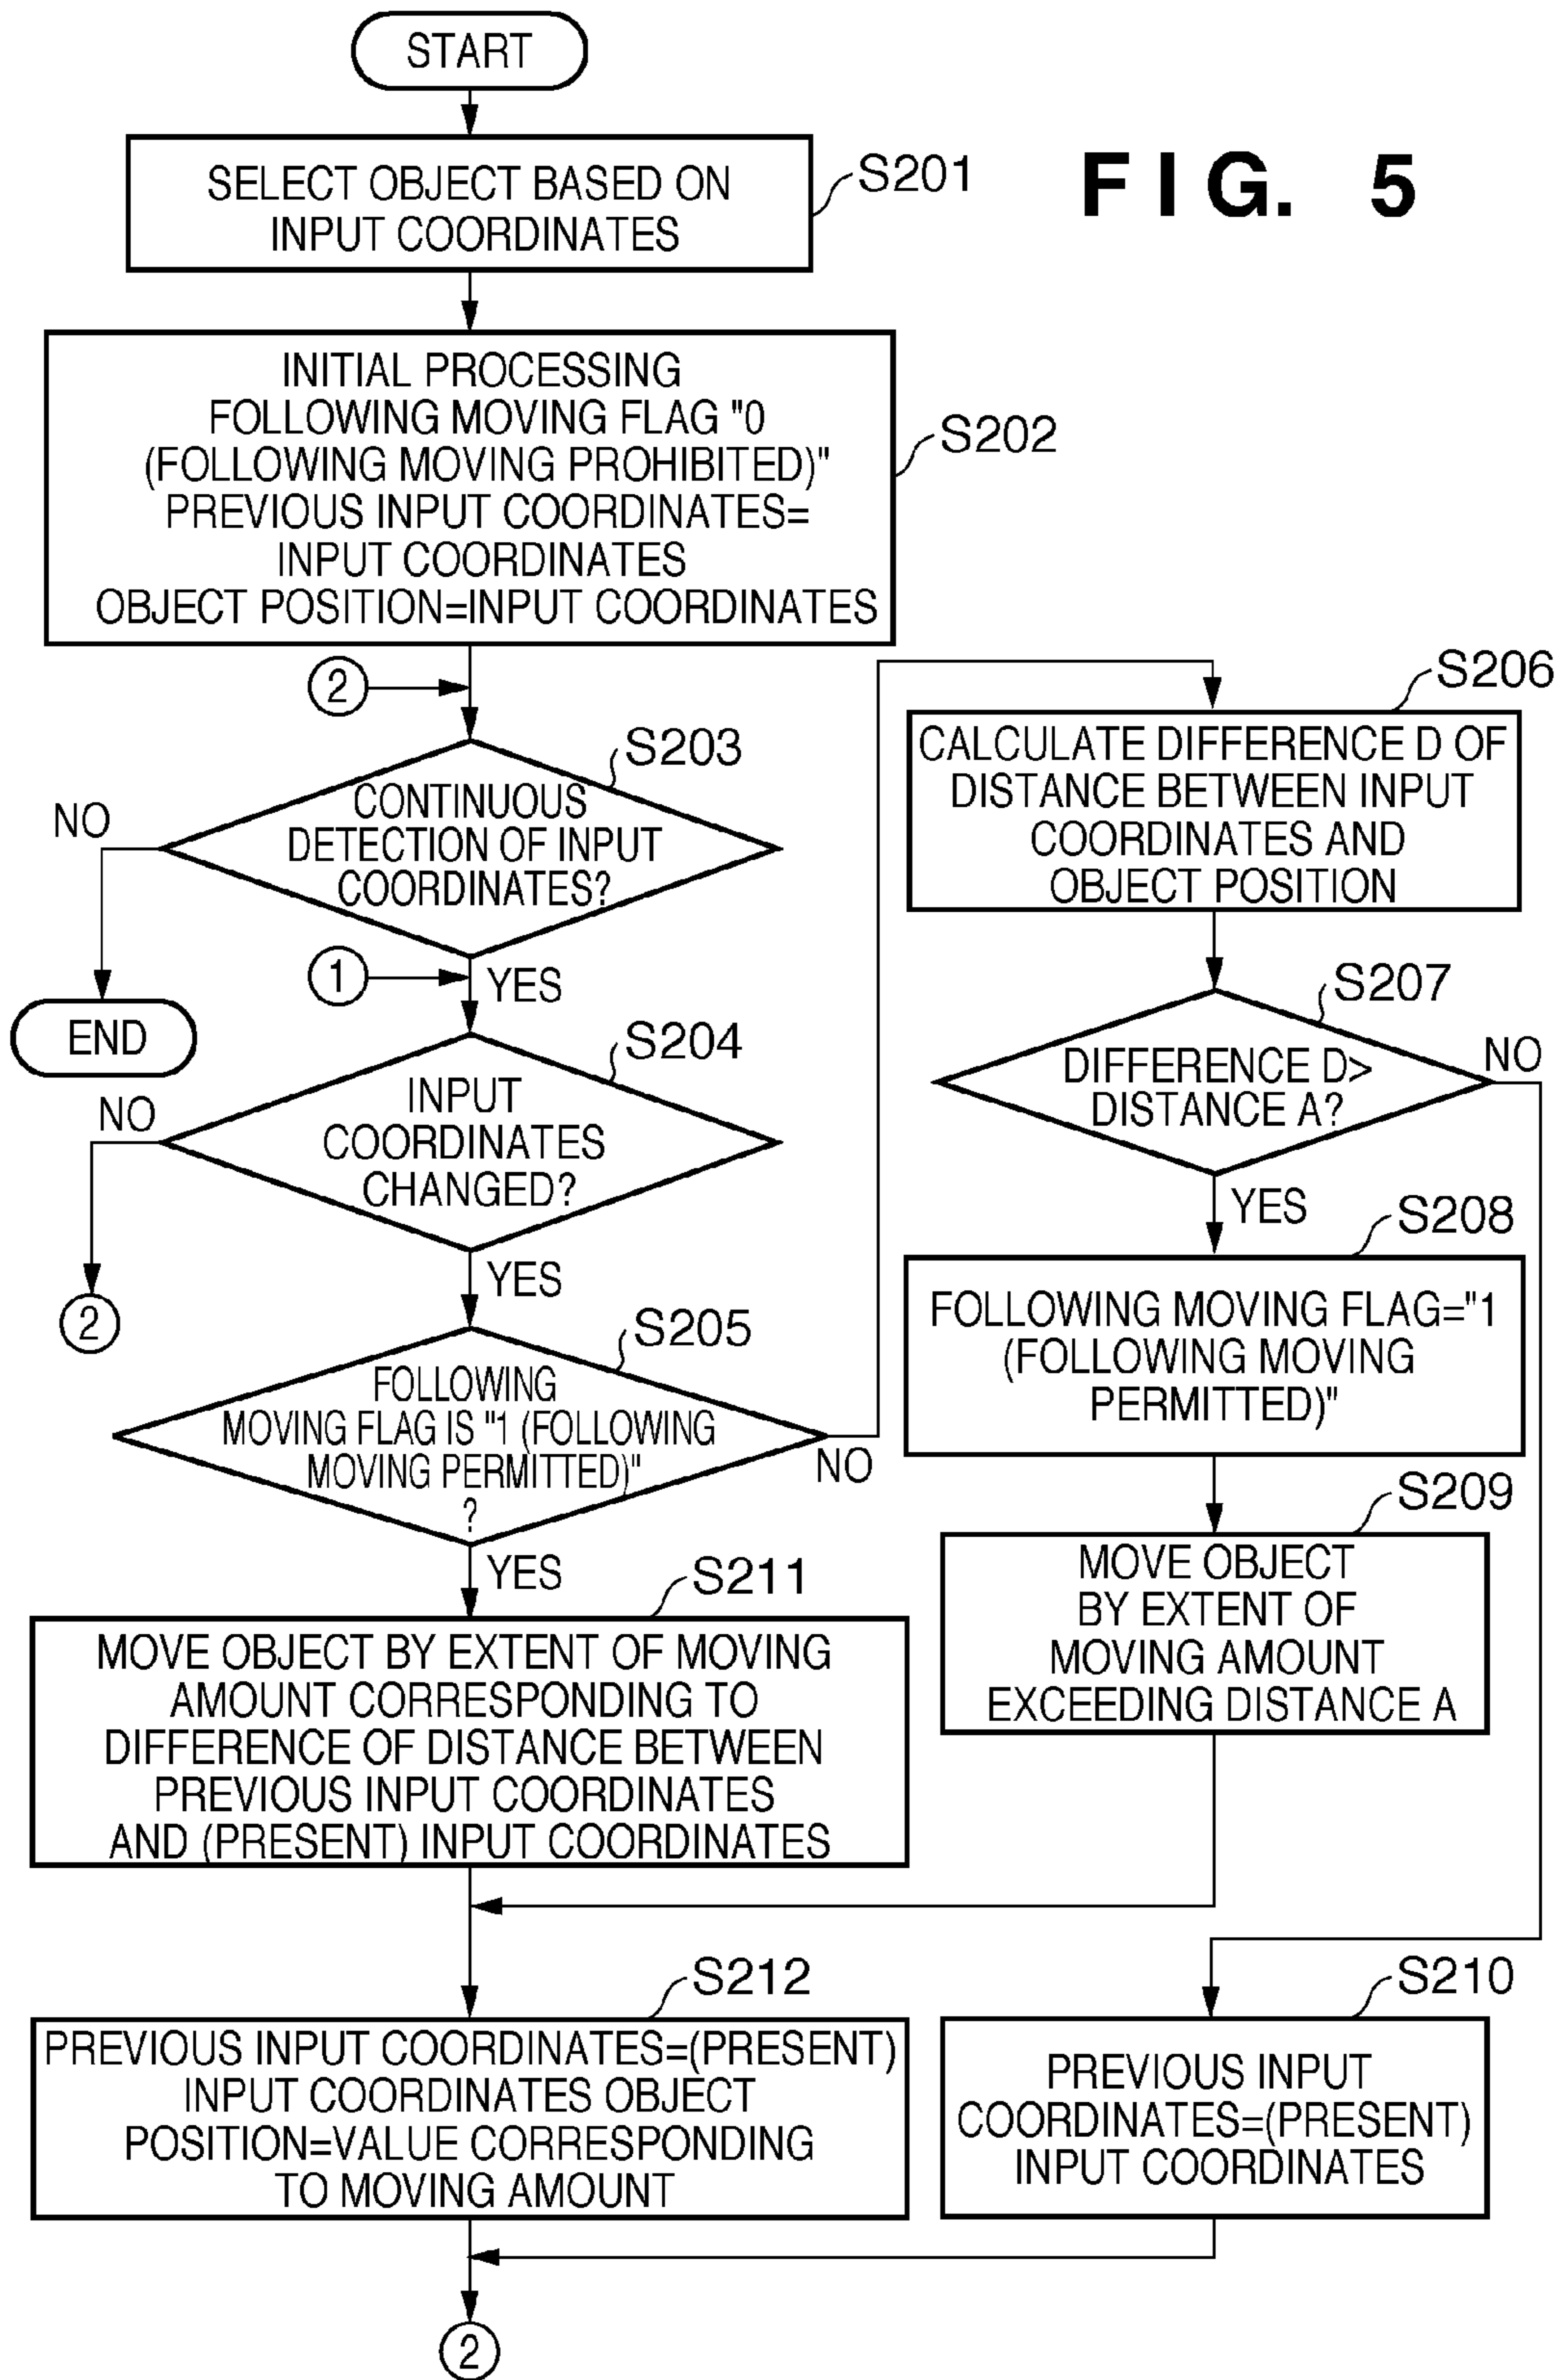 START
FIG. 5
SELECT OBJECT BASED ON
INPUT COORDINATES
S201
INITIAL PROCESSING
FOLLOWING MOVING FLAG "0
(FOLLOWING MOVING PROHIBITED)"
PREVIOUS INPUT COORDINATES=
INPUT COORDINATES
OBJECT POSITION=INPUT COORDINATES
S202
2
S203
CONTINUOUS
DETECTION OF INPUT
COORDINATES?
NO
END
1
YES
S204
INPUT
COORDINATES
CHANGED?
NO
2
YES
S205
FOLLOWING
MOVING FLAG IS "1 (FOLLOWING
MOVING PERMITTED)"
?
NO
YES
S206
CALCULATE DIFFERENCE D OF
DISTANCE BETWEEN INPUT
COORDINATES AND
OBJECT POSITION
S207
DIFFERENCE D>
DISTANCE A?
NO
YES
S208
FOLLOWING MOVING FLAG="1
(FOLLOWING MOVING
PERMITTED)"
S209
MOVE OBJECT
BY EXTENT OF
MOVING AMOUNT
EXCEEDING DISTANCE A
S211
MOVE OBJECT BY EXTENT OF MOVING
AMOUNT CORRESPONDING TO
DIFFERENCE OF DISTANCE BETWEEN
PREVIOUS INPUT COORDINATES
AND (PRESENT) INPUT COORDINATES
S212
PREVIOUS INPUT COORDINATES=(PRESENT)
INPUT COORDINATES OBJECT
POSITION=VALUE CORRESPONDING
TO MOVING AMOUNT
S210
PREVIOUS INPUT
COORDINATES=(PRESENT)
INPUT COORDINATES
2